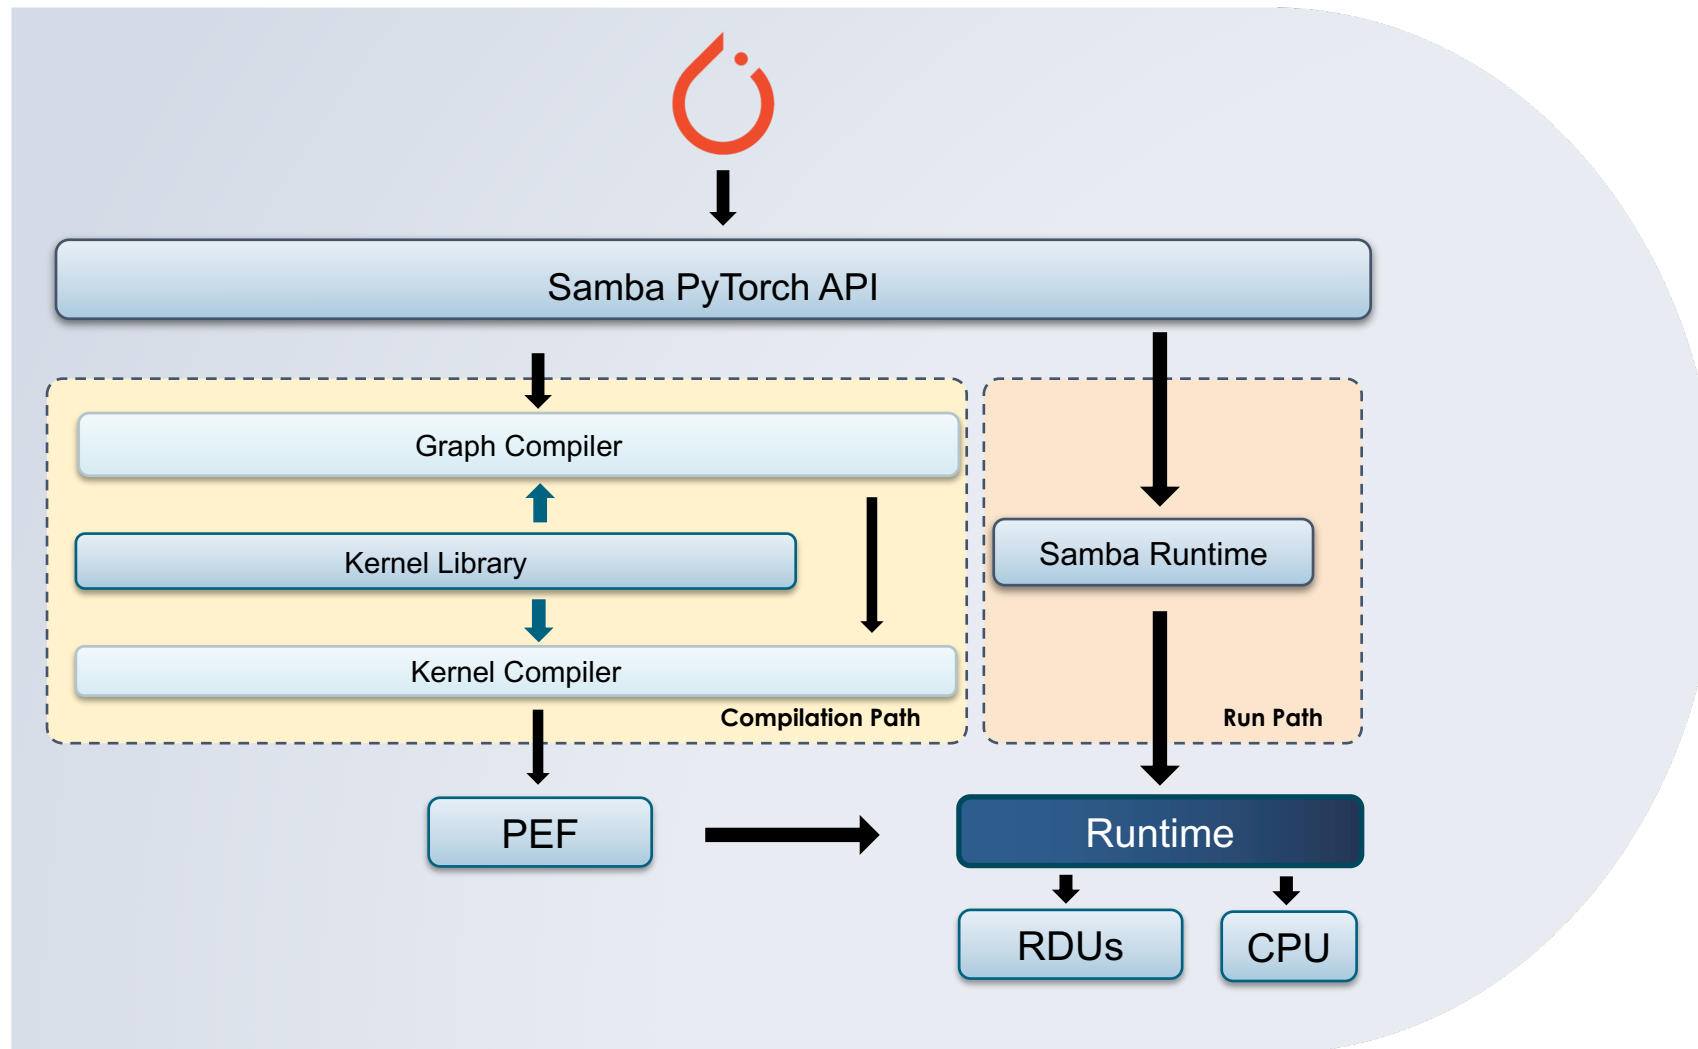 Samba PyTorch API
Graph Compiler
Kernel Library
Kernel Compiler
Compilation Path
Samba Runtime
Run Path
PEF
Runtime
RDUs
CPU